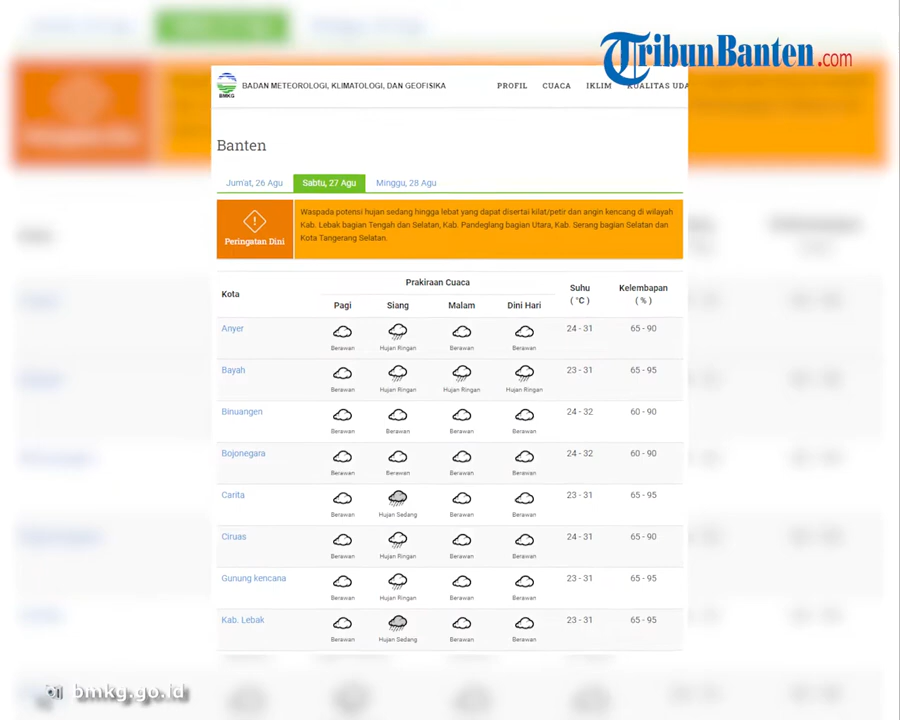 TribunBanten.com
BMKG
BADAN METEOROLOGI, KLIMATOLOGI, DAN GEOFISIKA PROFIL CUACA IKLIM KUALITAS UDA
Banten
Jum'at, 26 Agu Sabtu, 27 Agu Minggu, 28 Agu
Peringatan Dini
Waspada potensi hujan sedang hingga lebat yang dapat disertai kilat/petir dan angin kencang di wilayah
Kab. Lebak bagian Tengah dan Selatan, Kab. Pandeglang bagian Utara, Kab. Serang bagian Selatan dan
Kota Tangerang Selatan.
Kota Prakiraan Cuaca Suhu (°C) Kelembapan (%)
Pagi Siang Malam Dini Hari
Anyer 24 - 31 65 - 90
Berawan Hujan Ringan Berawan Berawan
Bayah 23 - 31 65 - 95
Berawan Hujan Ringan Hujan Ringan Hujan Ringan
Binuangen 24 - 32 60 - 90
Berawan Berawan Berawan Berawan
Bojonegara 24 - 32 60 - 90
Berawan Berawan Berawan Berawan
Carita 23 - 31 65 - 95
Berawan Hujan Sedang Berawan Berawan
Ciruas 24 - 31 65 - 90
Berawan Hujan Ringan Berawan Berawan
Gunung kencana 23 - 31 65 - 95
Berawan Hujan Ringan Berawan Berawan
Kab. Lebak 23 - 31 65 - 95
Berawan Hujan Sedang Berawan Berawan
bmkg.go.id